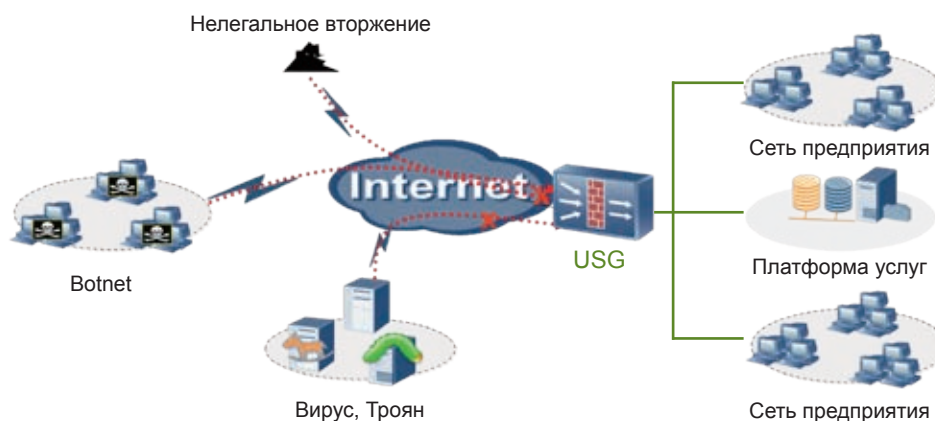 Нелегальное вторжение
Сеть предприятия
Internet
Botnet
USG
Платформа услуг
Вирус, Троян
Сеть предприятия